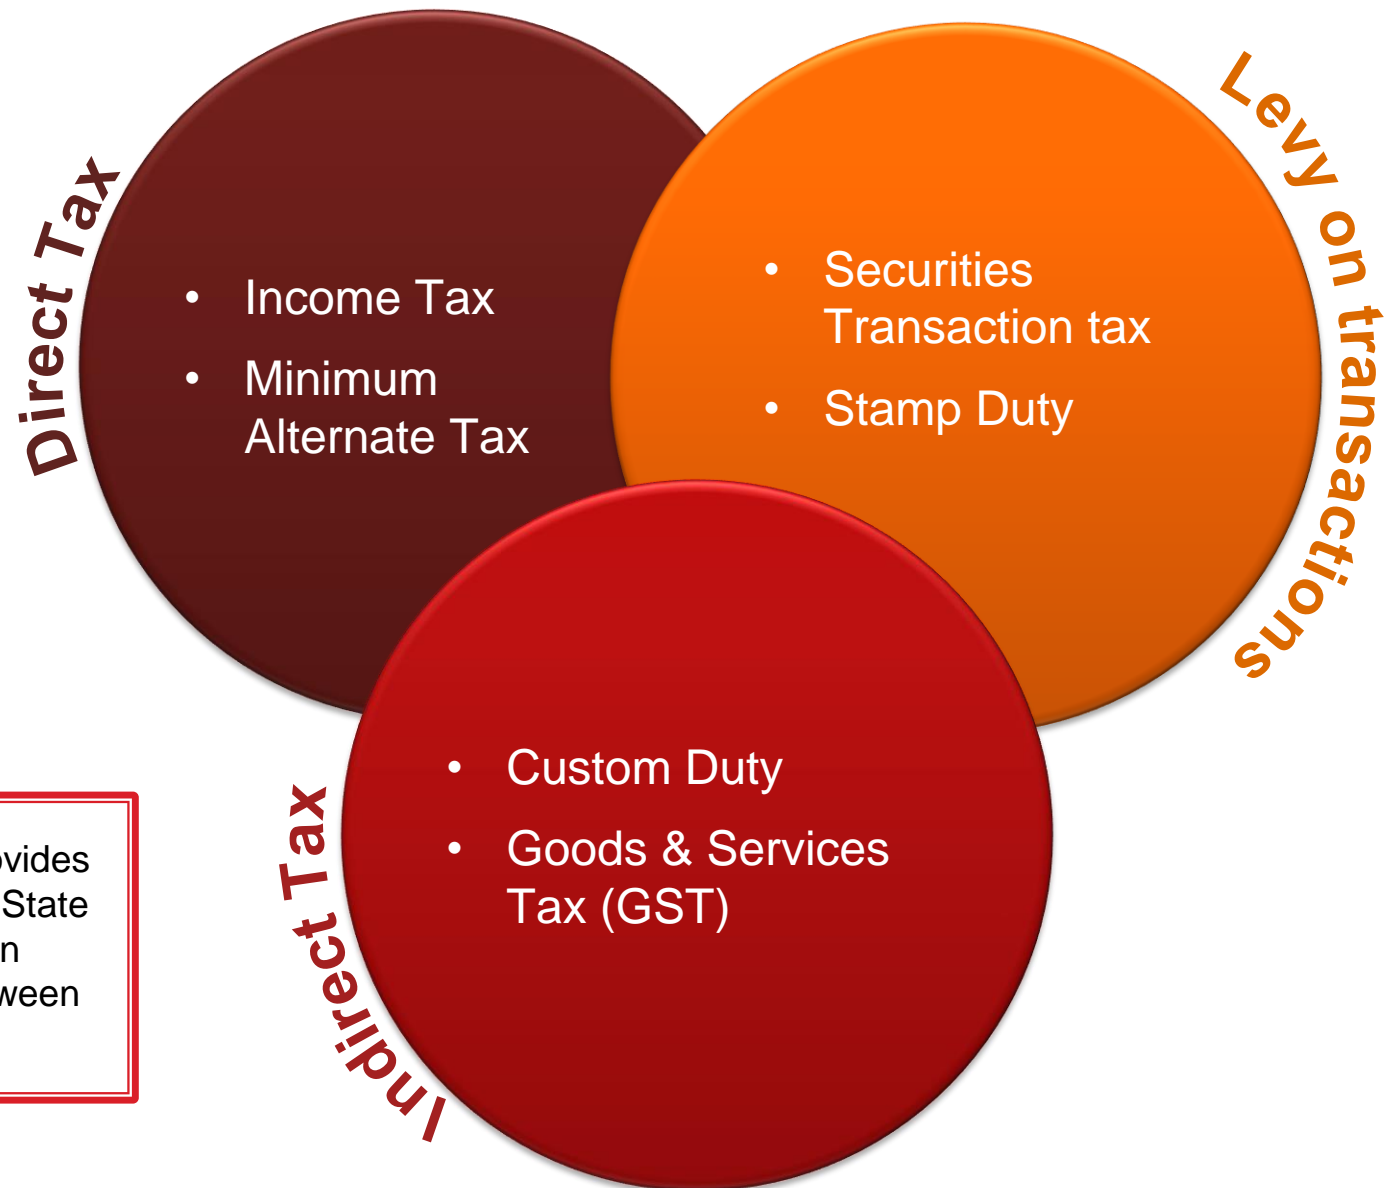 Direct Tax
• Income Tax
• Minimum
Alternate Tax
Levy on transactions
• Securities
Transaction tax
• Stamp Duty
Indirect Tax
• Custom Duty
• Goods & Services
Tax (GST)
State